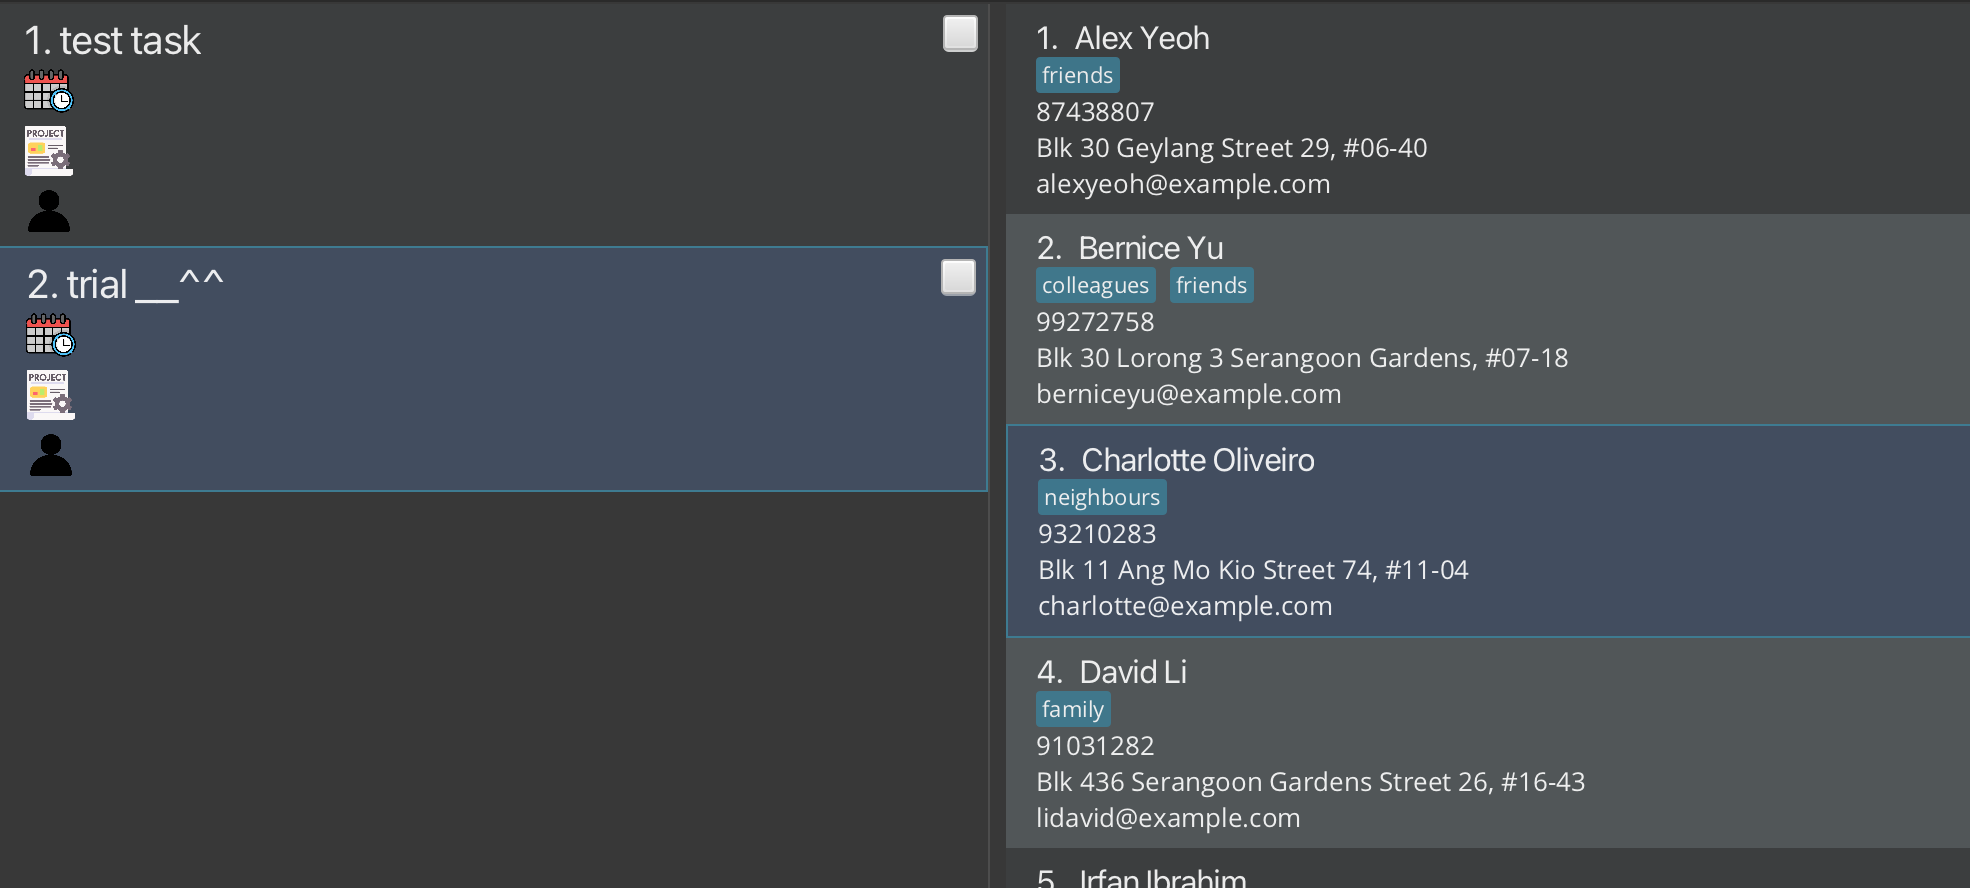 1. test task
PROJECT
2. trial __^^
PROJECT
1. Alex Yeoh
friends
87438807
Blk 30 Geylang Street 29, #06-40
alexyeoh@example.com
2. Bernice Yu
colleagues friends
99272758
Blk 30 Lorong 3 Serangoon Gardens, #07-18
berniceyu@example.com
3. Charlotte Oliveiro
neighbours
93210283
Blk 11 Ang Mo Kio Street 74, #11-04
charlotte@example.com
4. David Li
family
91031282
Blk 436 Serangoon Gardens Street 26, #16-43
lidavid@example.com
5. Irfan Ibrahim